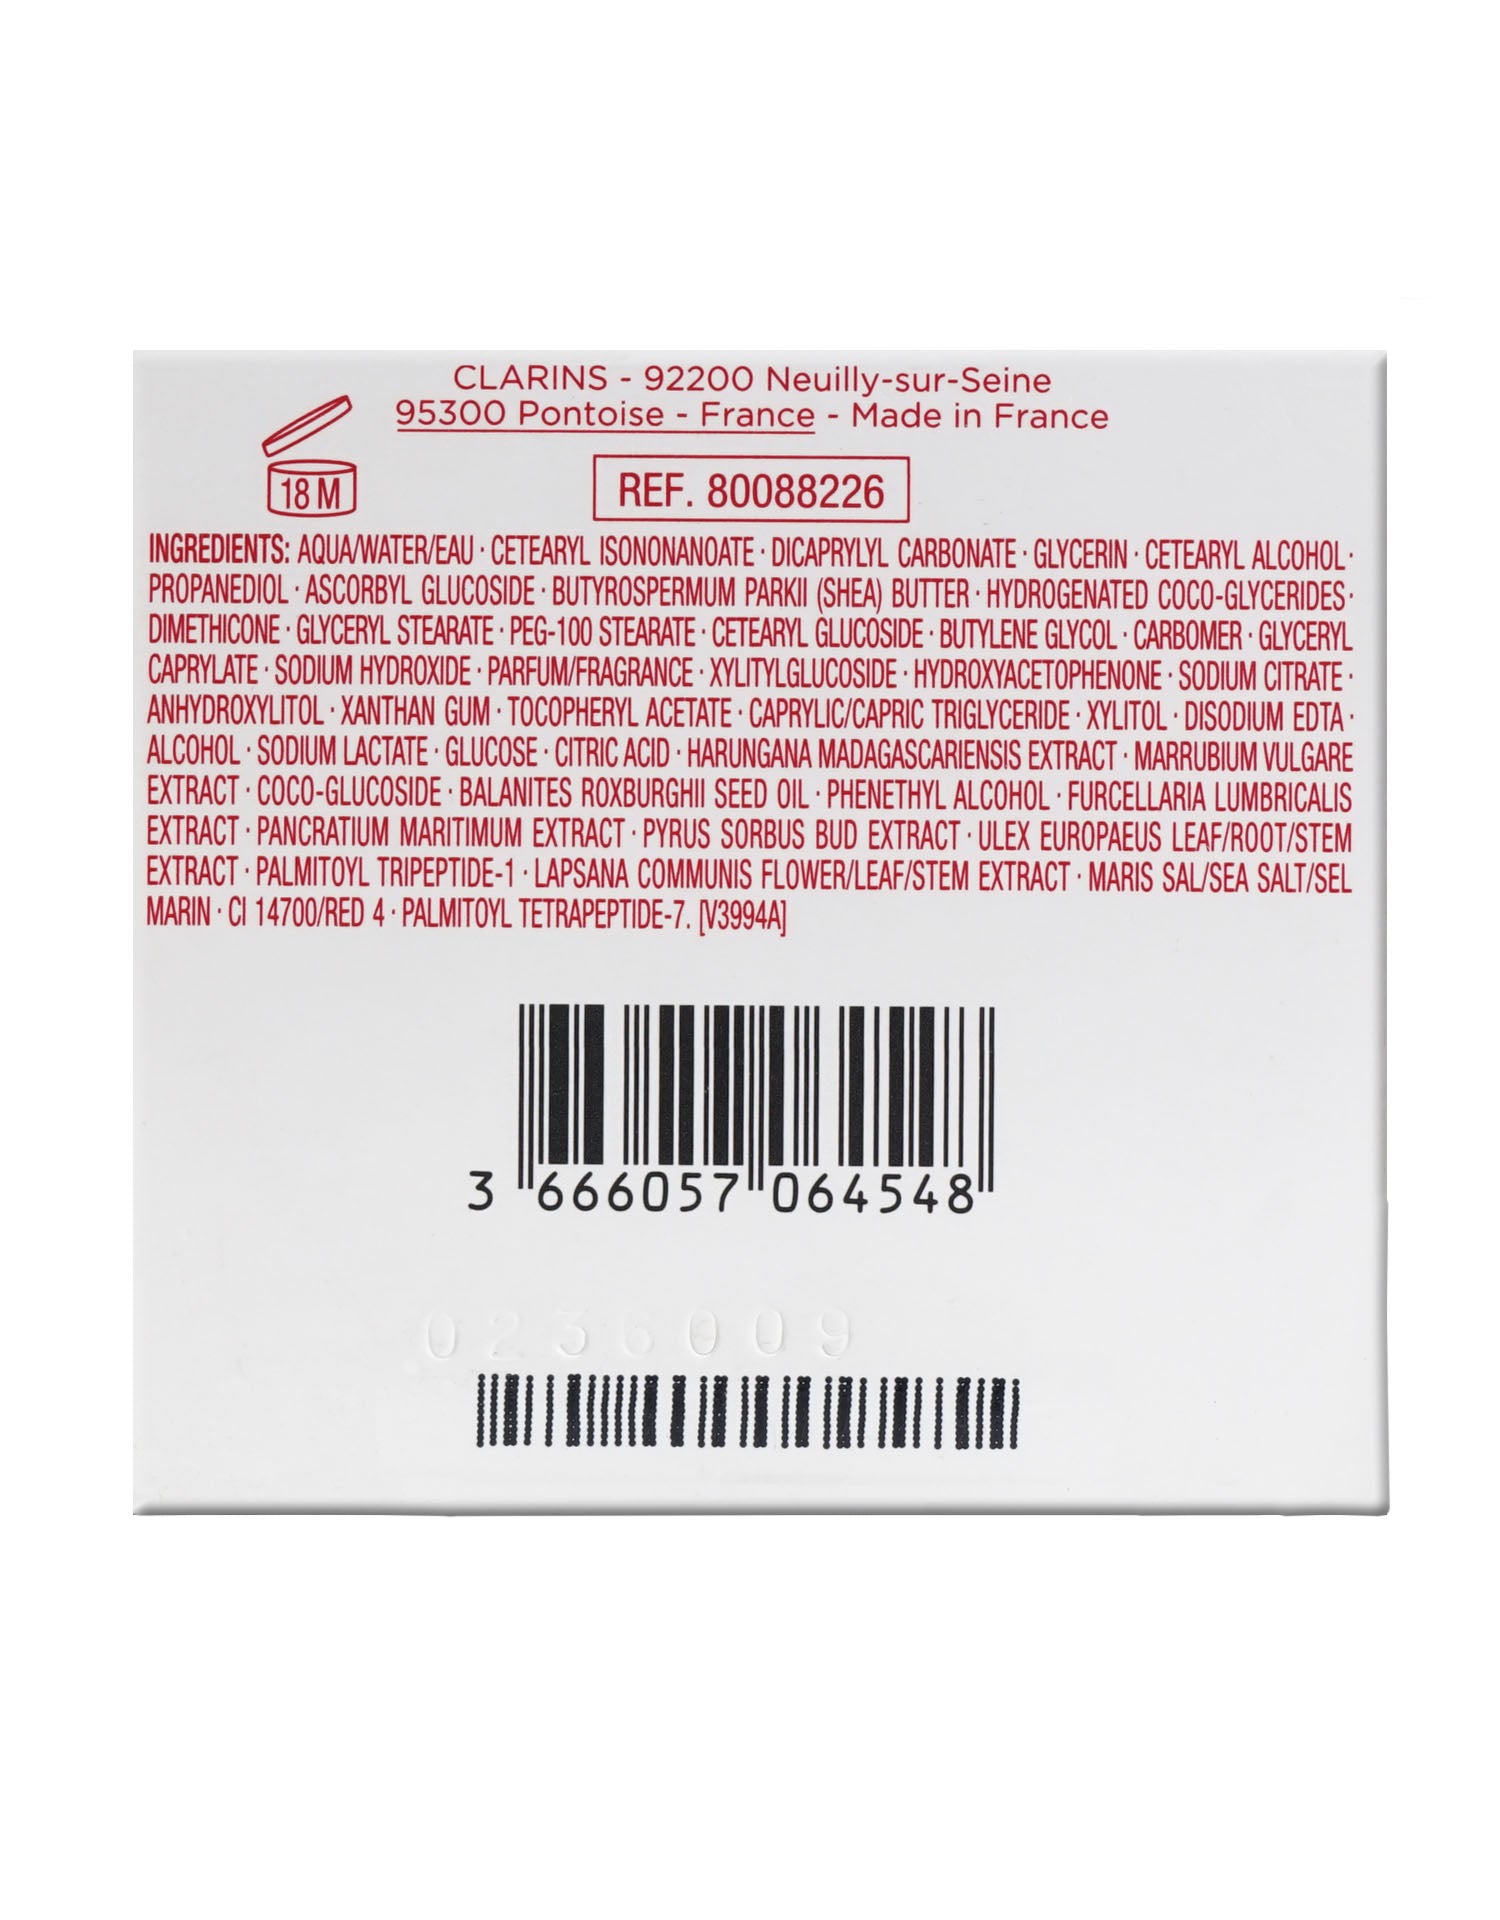 CLARINS - 92200 Neuilly-sur-Seine
95300 Pontoise - France - Made in France
18 M
REF. 80088226
INGREDIENTS: AQUA/WATER/EAU · CETEARYL ISONONANOATE · DICAPRYLYL CARBONATE · GLYCERIN · CETEARYL ALCOHOL ·
PROPANEDIOL · ASCORBYL GLUCOSIDE · BUTYROSPERMUM PARKII (SHEA) BUTTER · HYDROGENATED COCO-GLYCERIDES ·
DIMETHICONE · GLYCERYL STEARATE · PEG-100 STEARATE · CETEARYL GLUCOSIDE · BUTYLENE GLYCOL · CARBOMER · GLYCERYL
CAPRYLATE · SODIUM HYDROXIDE · PARFUM/FRAGRANCE · XYLITYLGLUCOSIDE · HYDROXYACETOPHENONE · SODIUM CITRATE ·
ANHYDROXYLITOL · XANTHAN GUM · TOCOPHERYL ACETATE · CAPRYLIC/CAPRIC TRIGLYCERIDE · XYLITOL · DISODIUM EDTA ·
ALCOHOL · SODIUM LACTATE · GLUCOSE · CITRIC ACID · HARUNGANA MADAGASCARIENSIS EXTRACT · MARRUBIUM VULGARE
EXTRACT · COCO-GLUCOSIDE · BALANITES ROXBURGHII SEED OIL · PHENETHYL ALCOHOL · FURCELLARIA LUMBRICALIS
EXTRACT · PANCRATIUM MARITIMUM EXTRACT · PYRUS SORBUS BUD EXTRACT · ULEX EUROPAEUS LEAF/ROOT/STEM
EXTRACT · PALMITOYL TRIPEPTIDE-1 · LAPSANA COMMUNIS FLOWER/LEAF/STEM EXTRACT · MARIS SAL/SEA SALT/SEL
MARIN · CI 14700/RED 4 · PALMITOYL TETRAPEPTIDE-7. [V3994A]
3 666057 064548
0236009